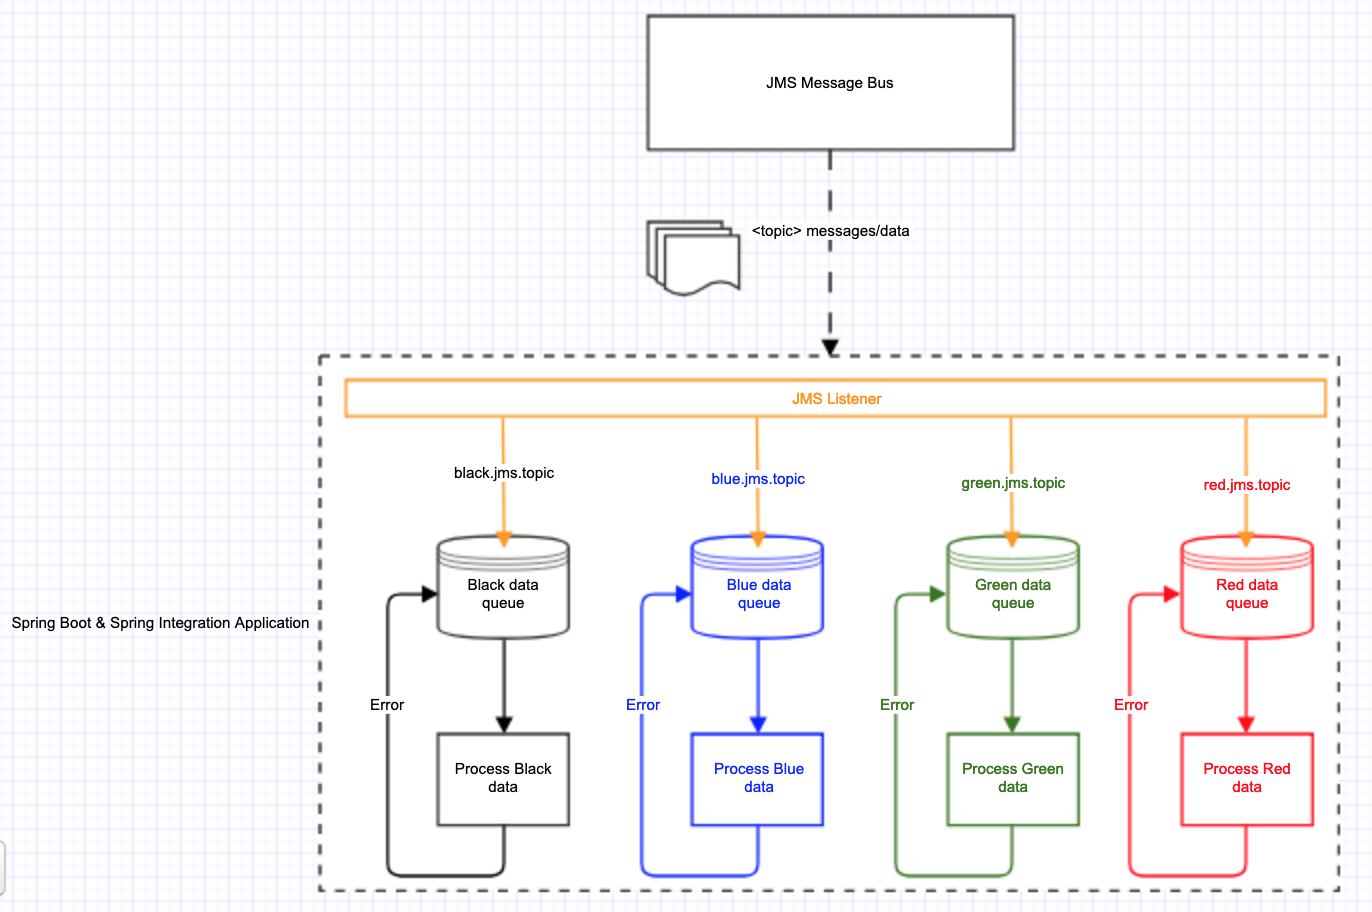 JMS Message Bus
<topic> messages/data
JMS Listener
black.jms.topic
blue.jms.topic
green.jms.topic
red.jms.topic
Black data
queue
Blue data
queue
Green data
queue
Red data
queue
Spring Boot & Spring Integration Application
Error
Error
Error
Error
Process Black
data
Process Blue
data
Process Green
data
Process Red
data